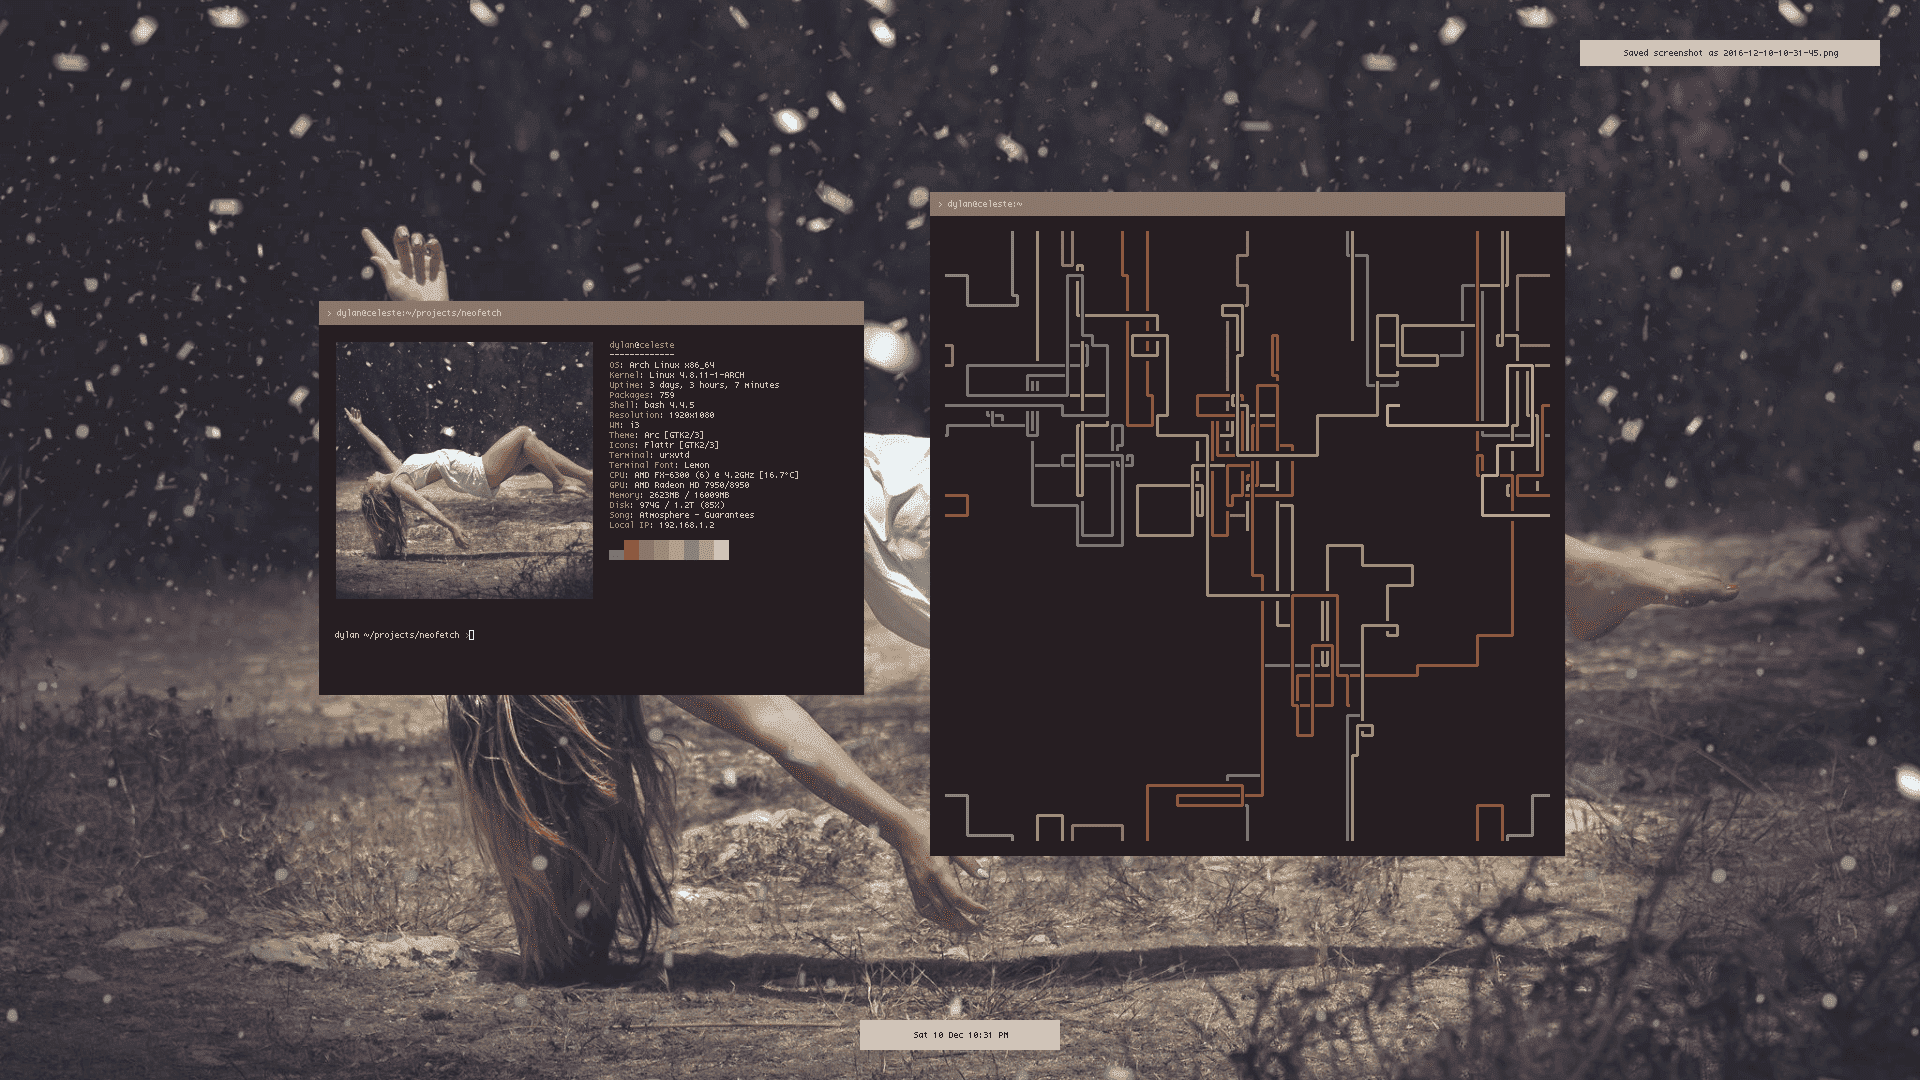 Saved screenshot as 2016-12-10-10-31-45.png
> dylan@celeste:~
> dylan@celeste:~/projects/neofetch
dylan@celeste
-------------
OS: Arch Linux x86_64
Kernel: Linux 4.8.11-1-ARCH
Uptime: 3 days, 3 hours, 7 minutes
Packages: 759
Shell: bash 4.4.5
Resolution: 1920x1080
WM: i3
Theme: Arc [GTK2/3]
Icons: Flattr [GTK2/3]
Terminal: urxvtd
Terminal Font: Lemon
CPU: AMD FX-6300 (6) @ 4.2GHz [16.7°C]
GPU: AMD Radeon HD 7950/8950
Memory: 2623MB / 16009MB
Disk: 974G / 1.2T (85%)
Song: Atmosphere - Guarantees
Local IP: 192.168.1.2
dylan ~/projects/neofetch >
Sat 10 Dec 10:31 PM